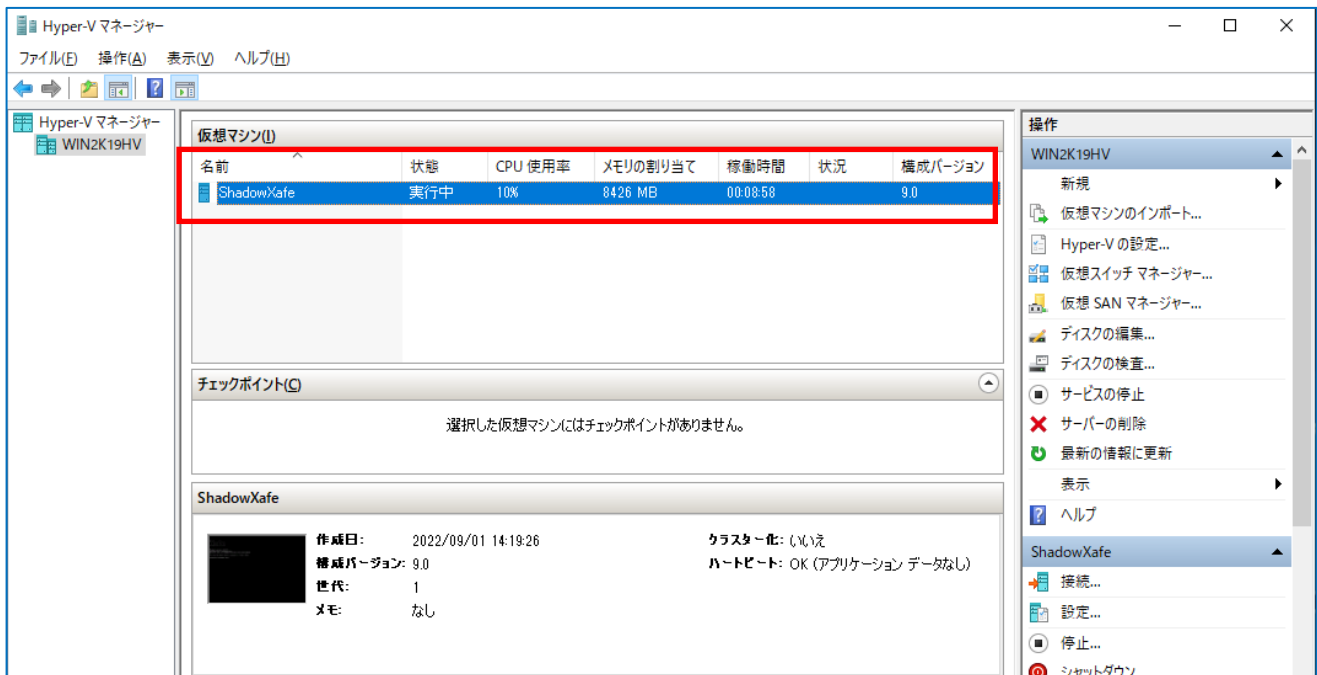 Hyper-V マネージャー
ファイル(F) 操作(A) 表示(V) ヘルプ(H)
Hyper-V マネージャー
WIN2K19HV
仮想マシン(I)
名前 状態 CPU 使用率 メモリの割り当て 稼働時間 状況 構成バージョン
ShadowXafe 実行中 10% 8426 MB 00:08:58 9.0
チェックポイント(C)
選択した仮想マシンにはチェックポイントがありません。
ShadowXafe
作成日: 2022/09/01 14:19:26 クラスター化: いいえ
構成バージョン: 9.0 ハートビート: OK (アプリケーション データなし)
世代: 1
メモ: なし
操作
WIN2K19HV
新規
仮想マシンのインポート...
Hyper-V の設定...
仮想スイッチ マネージャー...
仮想 SAN マネージャー...
ディスクの編集...
ディスクの検査...
サービスの停止
サーバーの削除
最新の情報に更新
表示
ヘルプ
ShadowXafe
接続...
設定...
停止...
シャットダウン